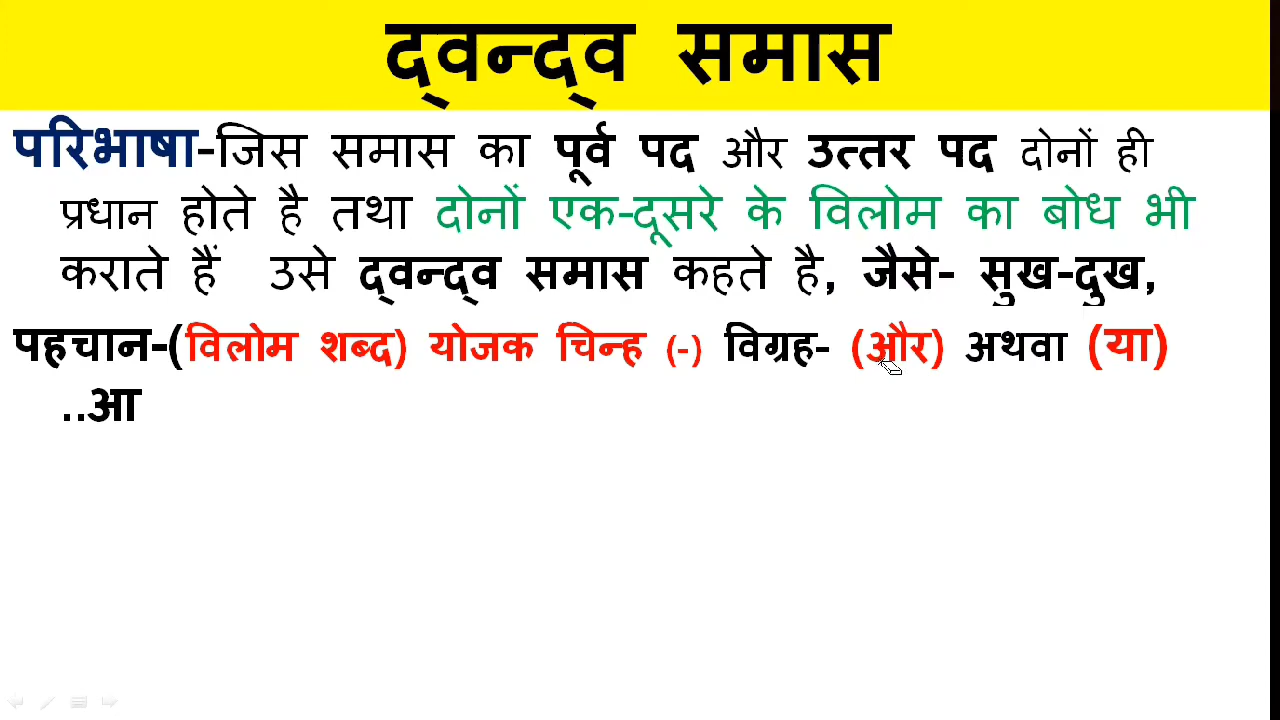 द्वन्द्व समास
परिभाषा-जिस समास का पूर्व पद और उत्तर पद दोनों ही
प्रधान होते है तथा दोनों एक-दूसरे के विलोम का बोध भी
कराते हैं उसे द्वन्द्व समास कहते है, जैसे- सुख-दुख,
पहचान-(विलोम शब्द) योजक चिन्ह (-) विग्रह- (और) अथवा (या)
..आ